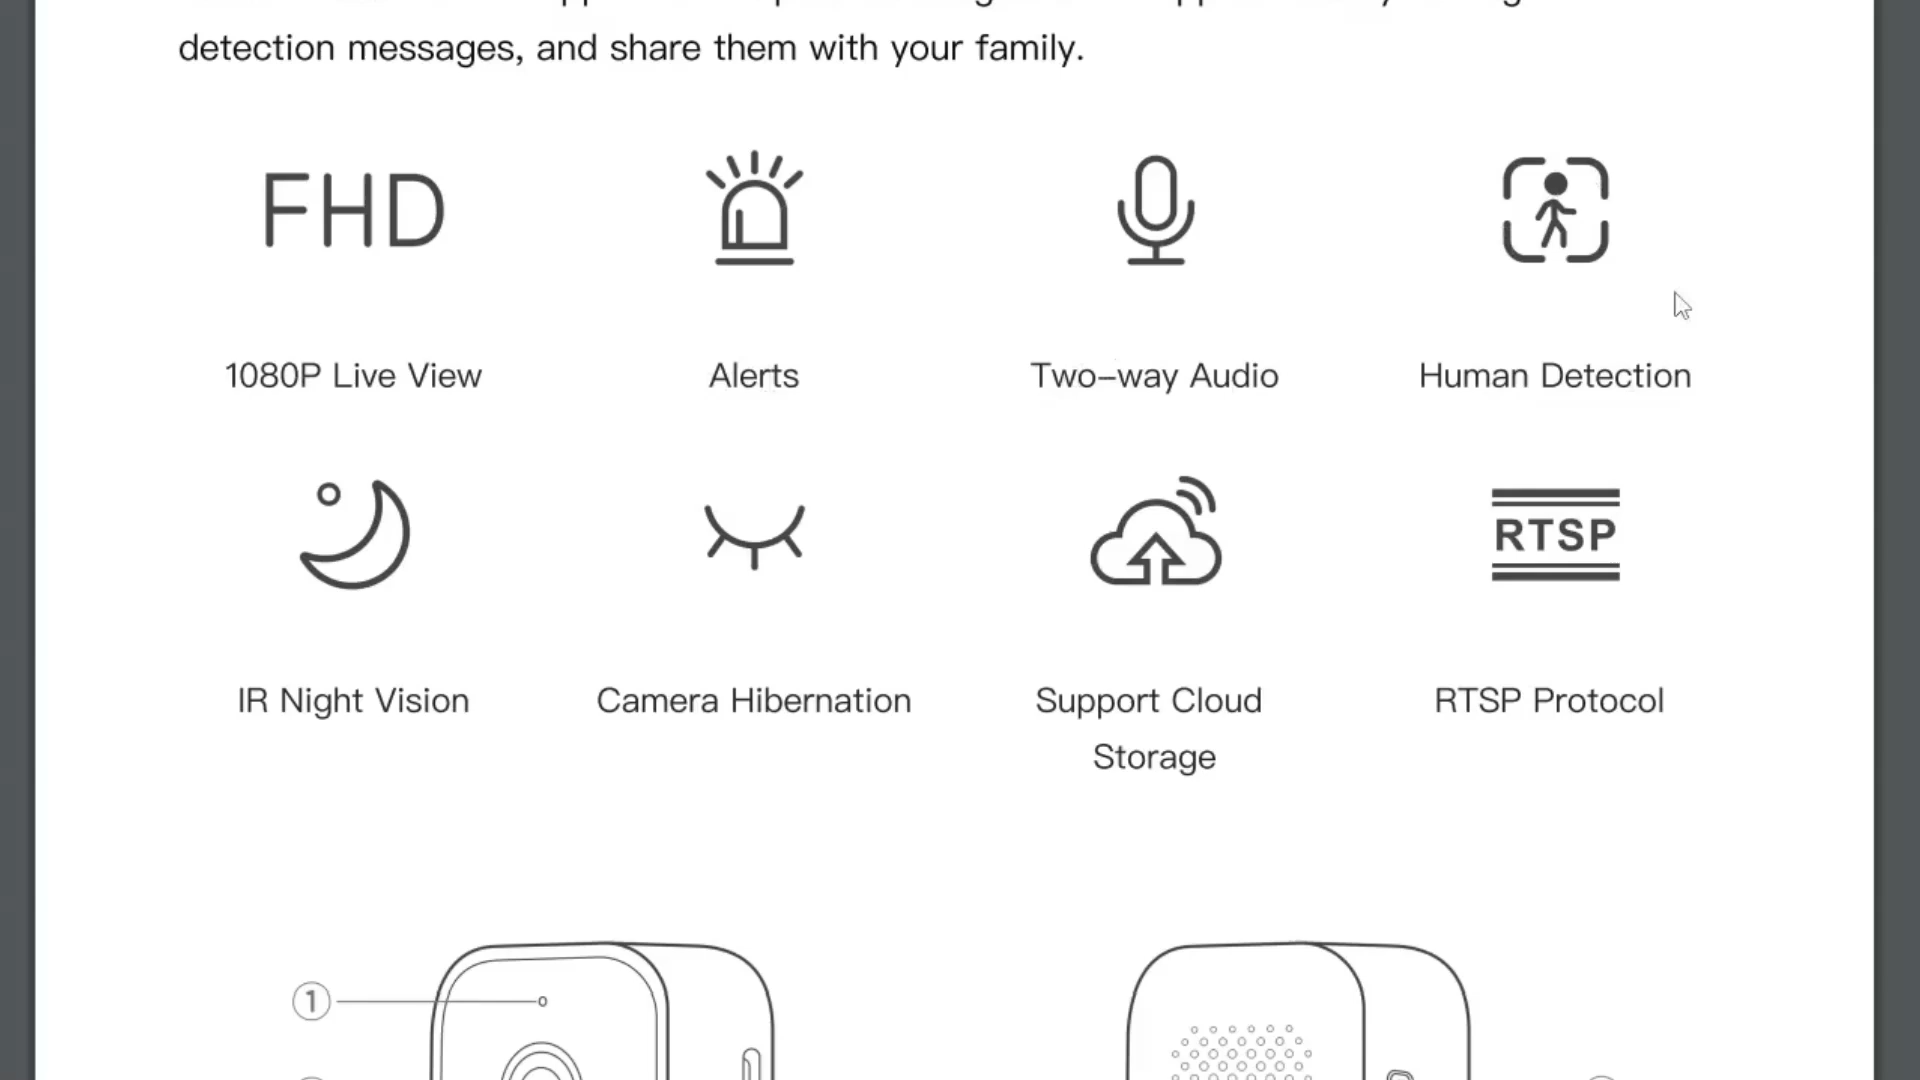 detection messages, and share them with your family.
FHD
1080P Live View
Alerts
Two–way Audio
Human Detection
RTSP
IR Night Vision
Camera Hibernation
Support Cloud
Storage
RTSP Protocol
①